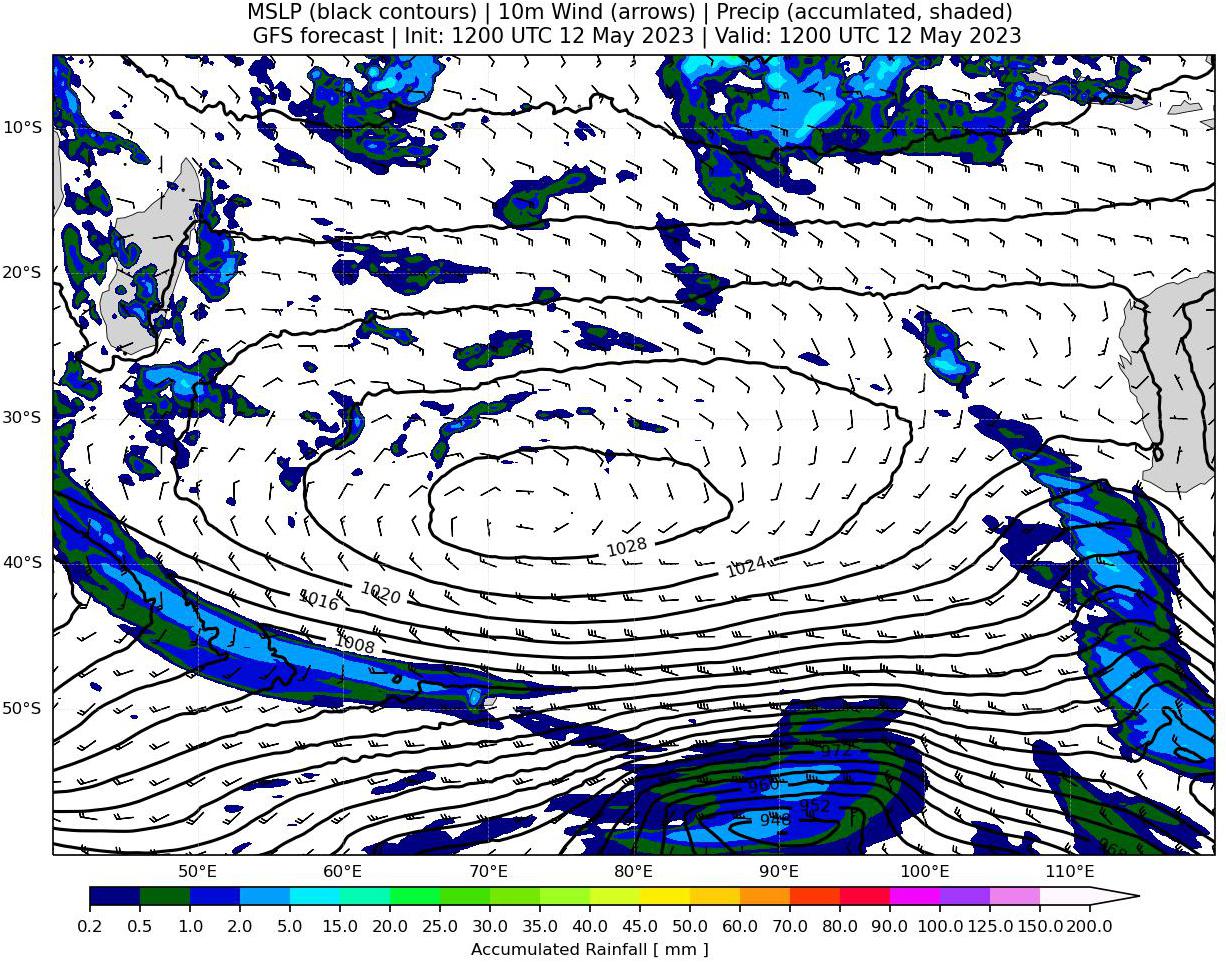 MSLP (black contours) | 10m Wind (arrows) | Precip (accumlated, shaded)
GFS forecast | Init: 1200 UTC 12 May 2023 | Valid: 1200 UTC 12 May 2023
10°S
20°S
30°S
40°S
50°S
1028
1024
1020
1016
1008
972
960
952
948
968
50°E 60°E 70°E 80°E 90°E 100°E 110°E
0.2 0.5 1.0 2.0 5.0 10.0 15.0 20.0 25.0 30.0 35.0 40.0 45.0 50.0 60.0 70.0 80.0 90.0 100.0 125.0 150.0 200.0
Accumulated Rainfall [ mm ]